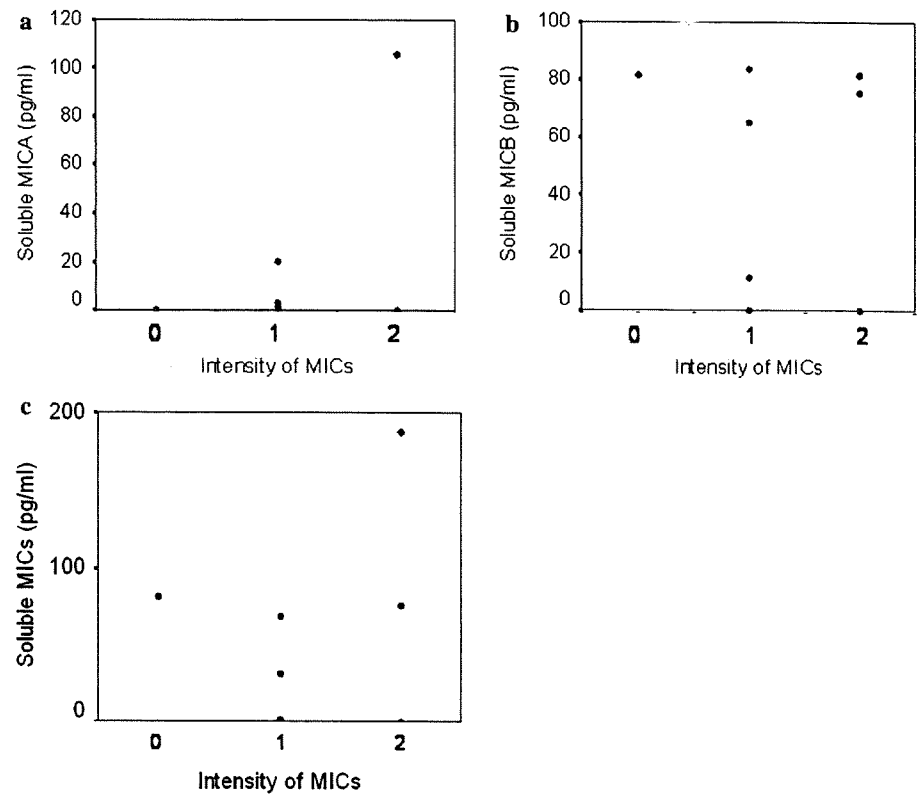 a
Soluble MICA (pg/ml)
120
100
80
60
40
20
0
0 1 2
Intensity of MICs
b
Soluble MICB (pg/ml)
100
80
60
40
20
0
0 1 2
Intensity of MICs
c
Soluble MICs (pg/ml)
200
100
0
0 1 2
Intensity of MICs